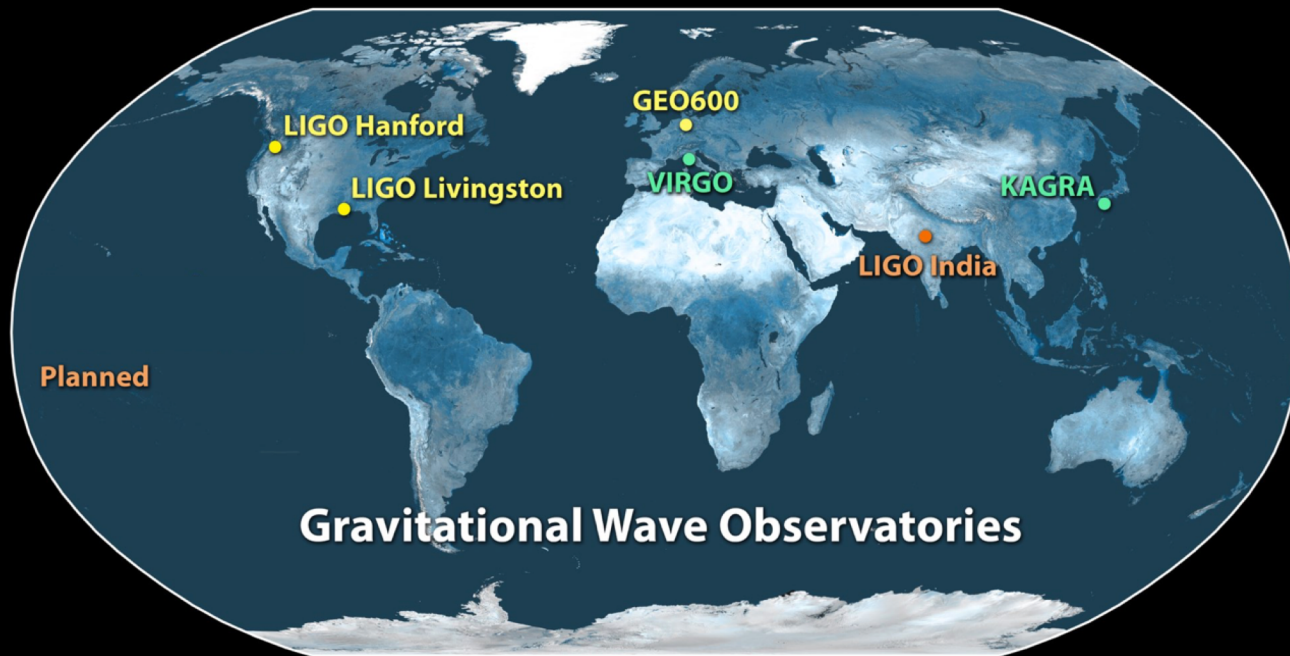 GEO600
LIGO Hanford
LIGO Livingston
VIRGO
KAGRA
LIGO India
Planned
Gravitational Wave Observatories